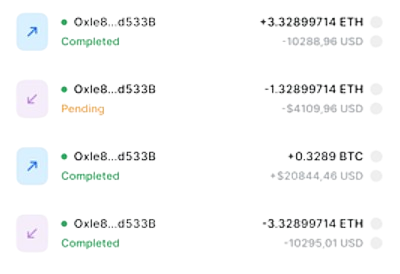 Oxle8...d533B +3.32899714 ETH
Completed -10288,96 USD
Oxle8...d533B -1.32899714 ETH
Pending -$4109,96 USD
Oxle8...d533B +0.3289 BTC
Completed +$20844,46 USD
Oxle8...d533B -3.32899714 ETH
Completed -10295,01 USD